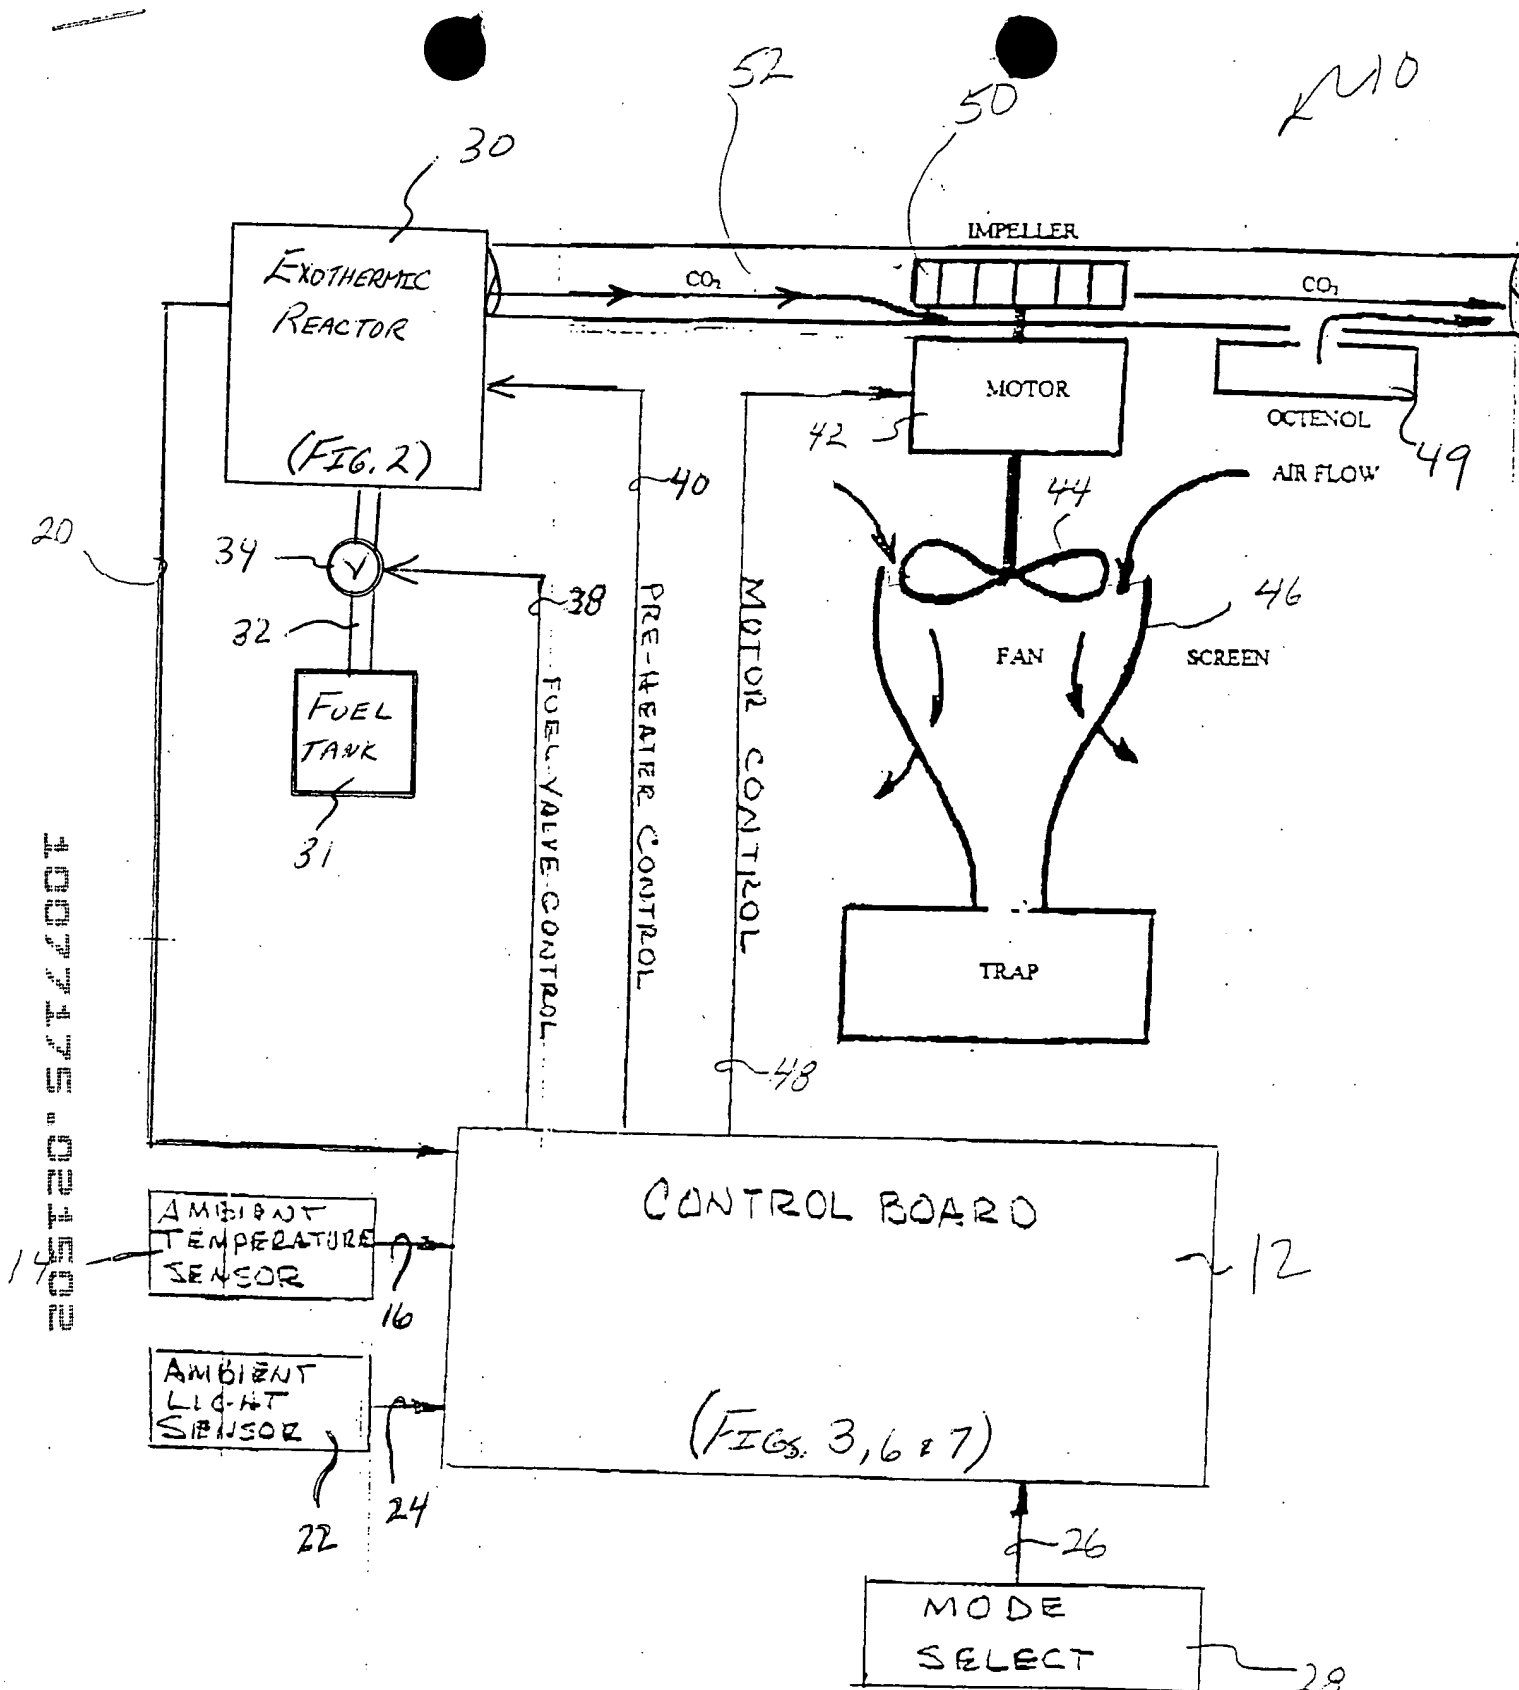 52
50
10
30
IMPELLER
EXOTHERMIC
REACTOR
CO₂
CO₂
MOTOR
42
OCTENOL
49
(FIG. 2)
40
AIR FLOW
44
20
34
V
38
46
32
FAN
SCREEN
FUEL
TANK
31
FUEL VALVE CONTROL
PRE-HEATER CONTROL
MOTOR CONTROL
TRAP
48
10077175.021502
CONTROL BOARD
12
AMBIENT
TEMPERATURE
SENSOR
14
16
AMBIENT
LIGHT
SENSOR
22
24
(FIGS. 3, 6 & 7)
26
MODE
SELECT
28